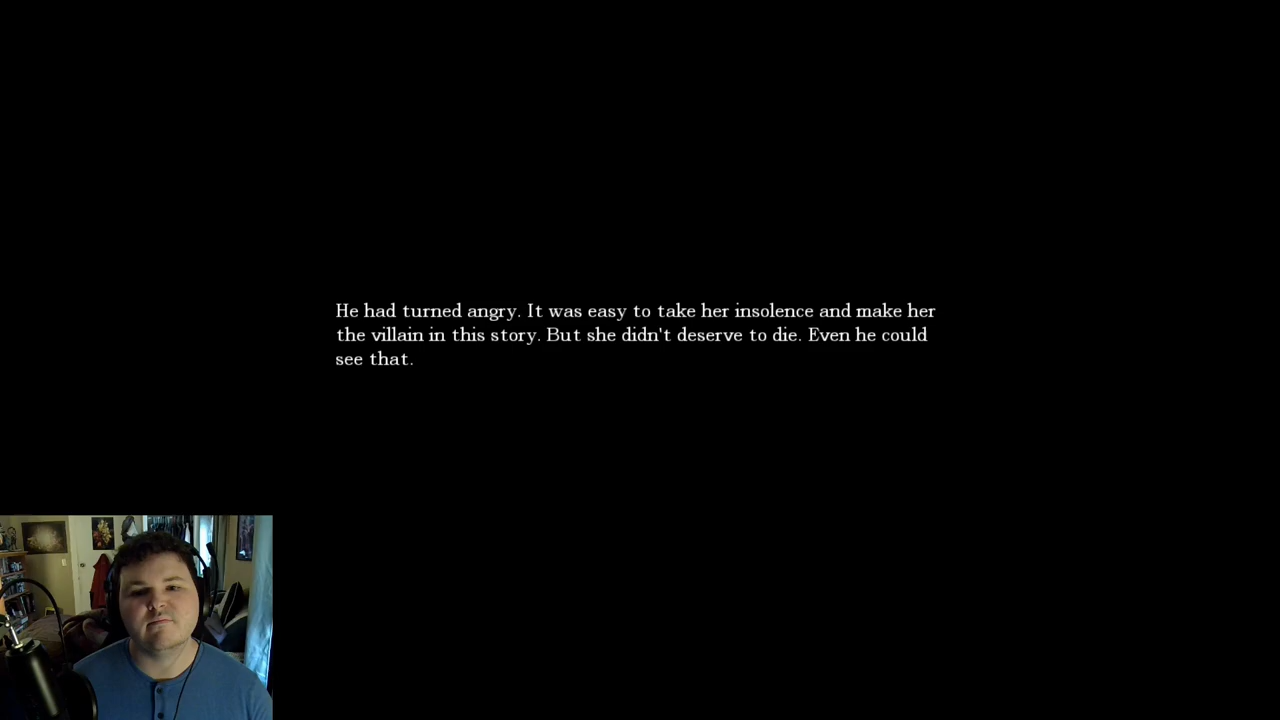 He had turned angry. It was easy to take her insolence and make her
the villain in this story. But she didn't deserve to die. Even he could
see that.